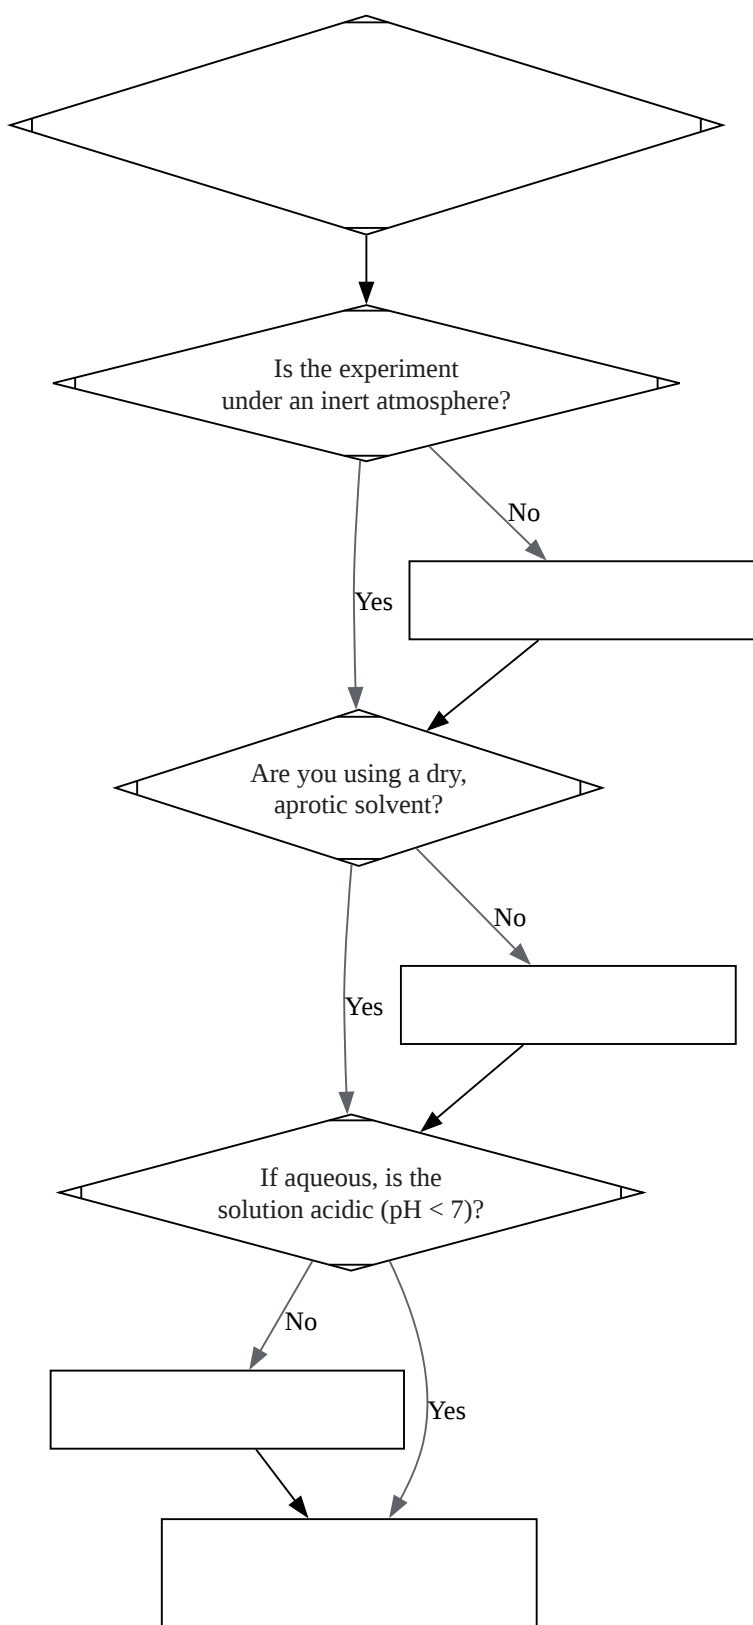 Is the experiment
under an inert atmosphere?
No
Yes
Are you using a dry,
aprotic solvent?
No
Yes
If aqueous, is the
solution acidic (pH < 7)?
No
Yes